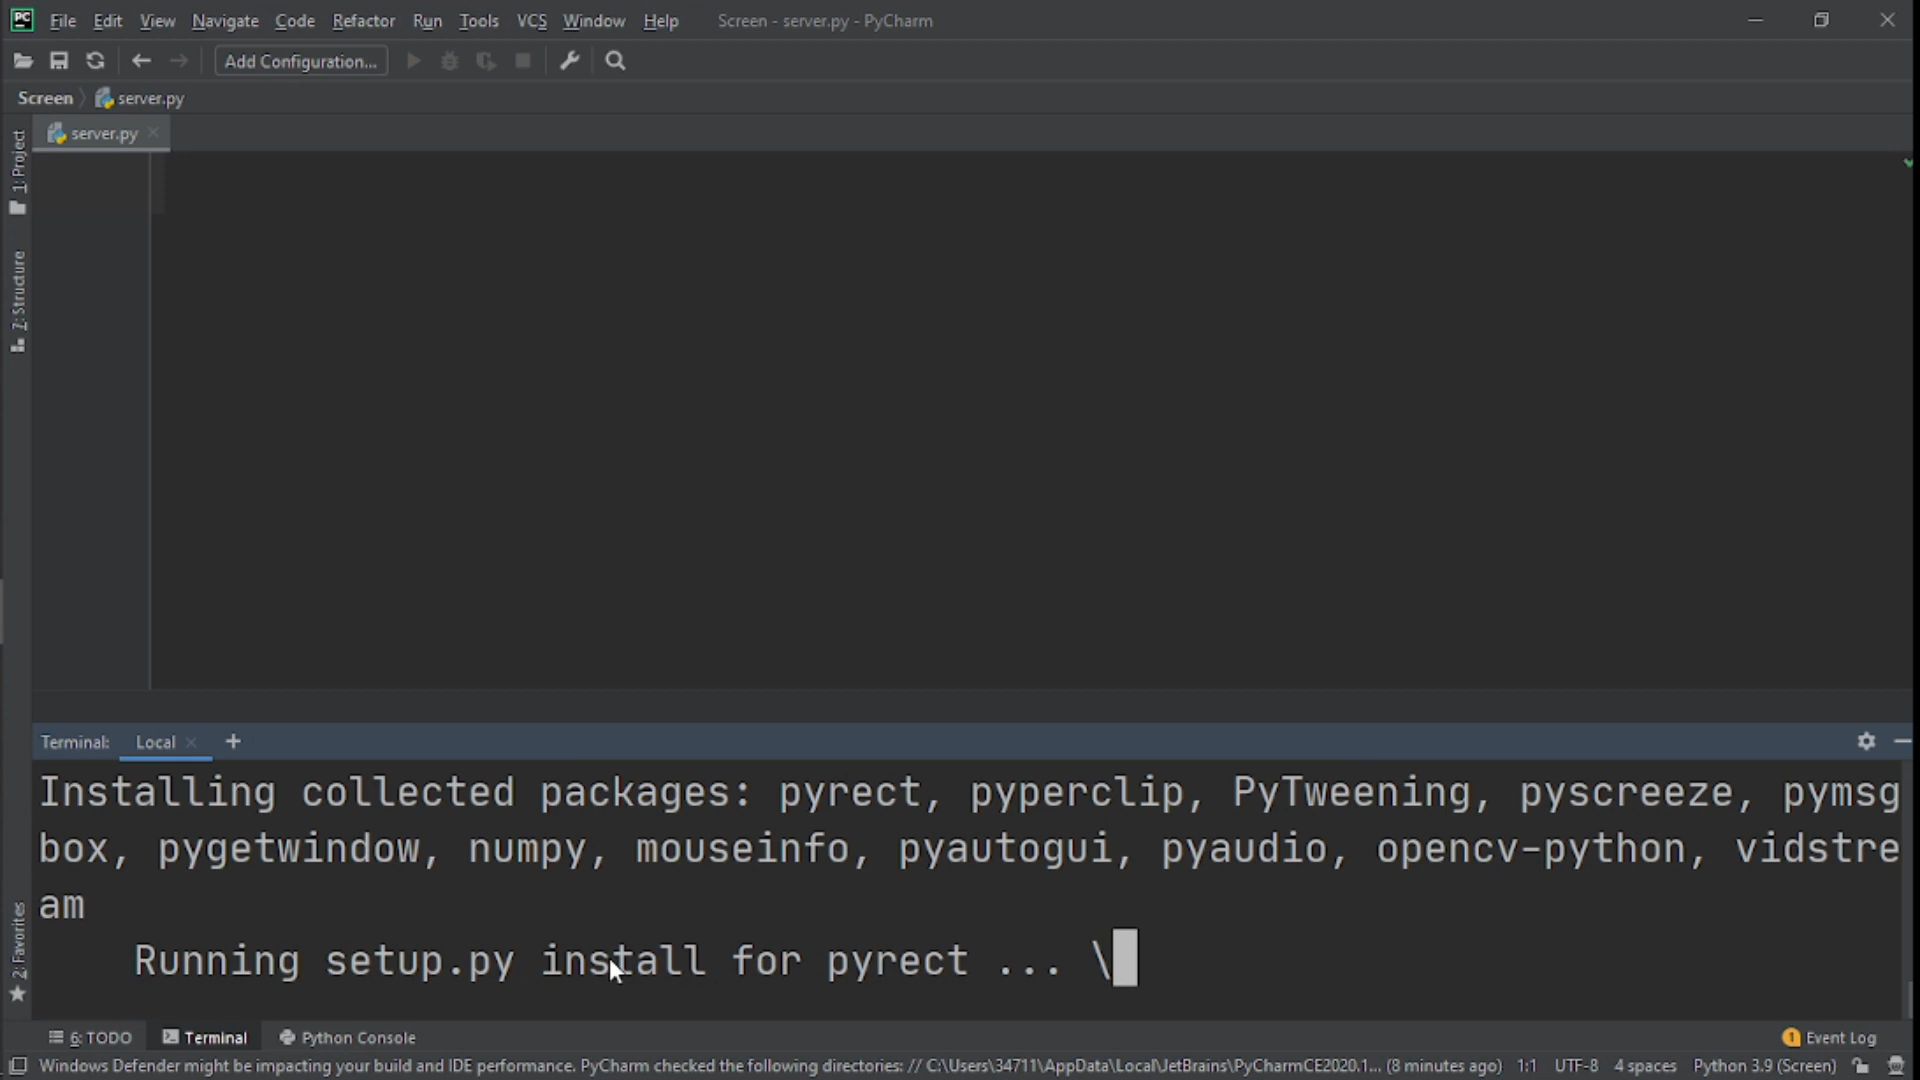 PC File Edit View Navigate Code Refactor Run Tools VCS Window Help Screen - server.py - PyCharm
Add Configuration...
Screen server.py
server.py
1: Project
7: Structure
Terminal: Local +
Installing collected packages: pyrect, pyperclip, PyTweening, pyscreeze, pymsg
box, pygetwindow, numpy, mouseinfo, pyautogui, pyaudio, opencv-python, vidstre
am
Running setup.py install for pyrect ... \
2: Favorites
6: TODO Terminal Python Console 1 Event Log
Windows Defender might be impacting your build and IDE performance. PyCharm checked the following directories: // C:\Users\34711\AppData\Local\JetBrains\PyCharmCE2020.1... (8 minutes ago) 1:1 UTF-8 4 spaces Python 3.9 (Screen)